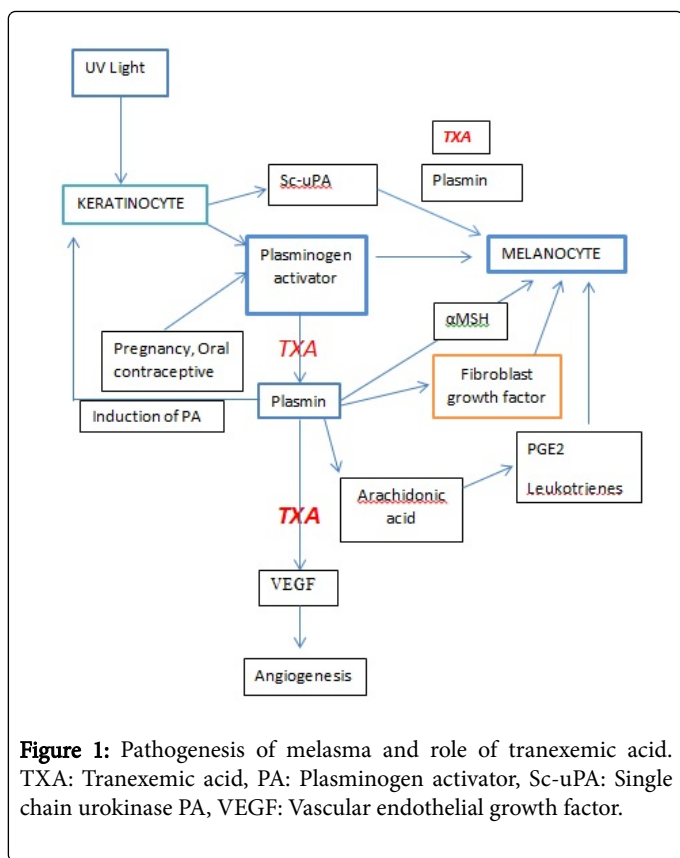 UV Light
TXA
Sc-uPA
Plasmin
KERATINOCYTE
Plasminogen
activator
MELANOCYTE
αMSH
Pregnancy, Oral
contraceptive
TXA
Fibroblast
growth factor
Plasmin
Induction of PA
PGE2
Leukotrienes
Arachidonic
acid
TXA
VEGF
Angiogenesis
Figure 1: Pathogenesis of melasma and role of tranexemic acid.
TXA: Tranexemic acid, PA: Plasminogen activator, Sc-uPA: Single
chain urokinase PA, VEGF: Vascular endothelial growth factor.